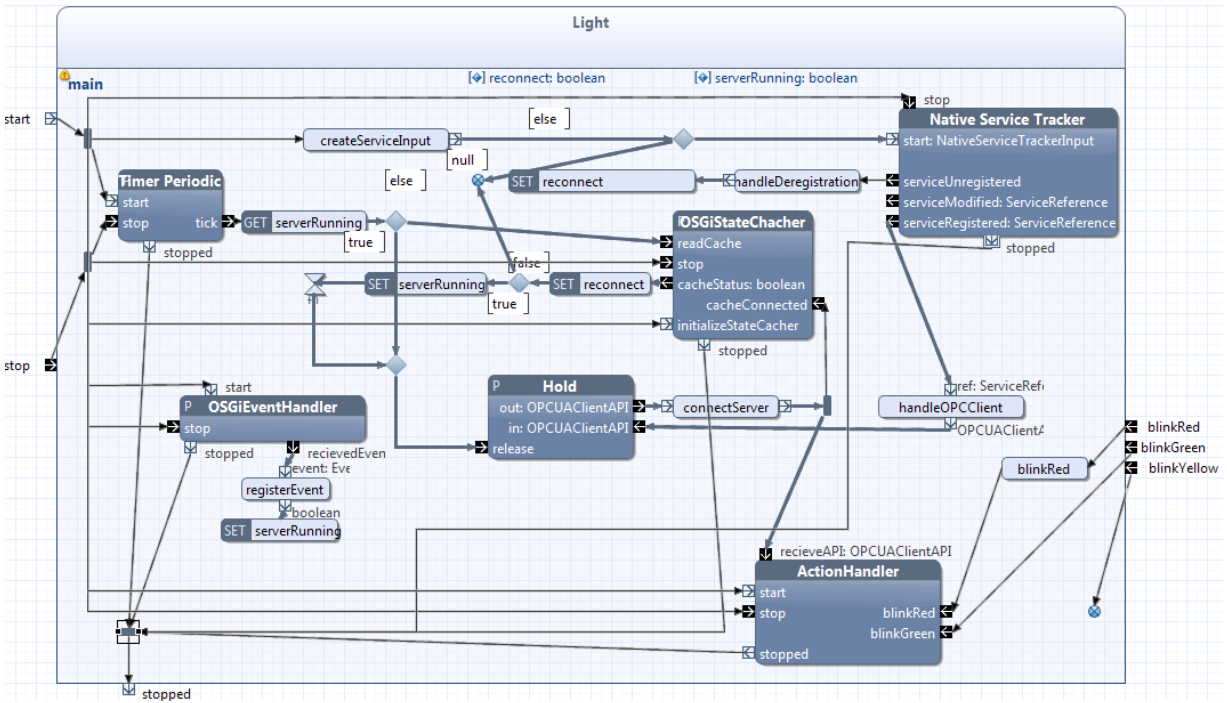 Light
main
reconnect: boolean
serverRunning: boolean
start
stop
else
Native Service Tracker
createServiceInput
start: NativeServiceTrackerInput
null
Timer Periodic
else
SET reconnect
handleDeregistration
serviceUnregistered
start
serviceModified: ServiceReference
stop
tick
GET serverRunning
OSGiStateChacher
serviceRegistered: ServiceReference
true
readCache
stopped
stopped
false
stop
SET serverRunning
SET reconnect
cacheStatus: boolean
true
cacheConnected
initializeStateCacher
stopped
stop
start
P Hold
ref: ServiceRefe
P OSGiEventHandler
out: OPCUAClientAPI
connectServer
handleOPCClient
stop
in: OPCUAClientAPI
OPCUAClientA
blinkRed
stopped
recievedEven
release
blinkGreen
event: Eve
blinkRed
blinkYellow
registerEvent
boolean
SET serverRunning
recieveAPI: OPCUAClientAPI
ActionHandler
start
stop
blinkRed
blinkGreen
stopped
stopped